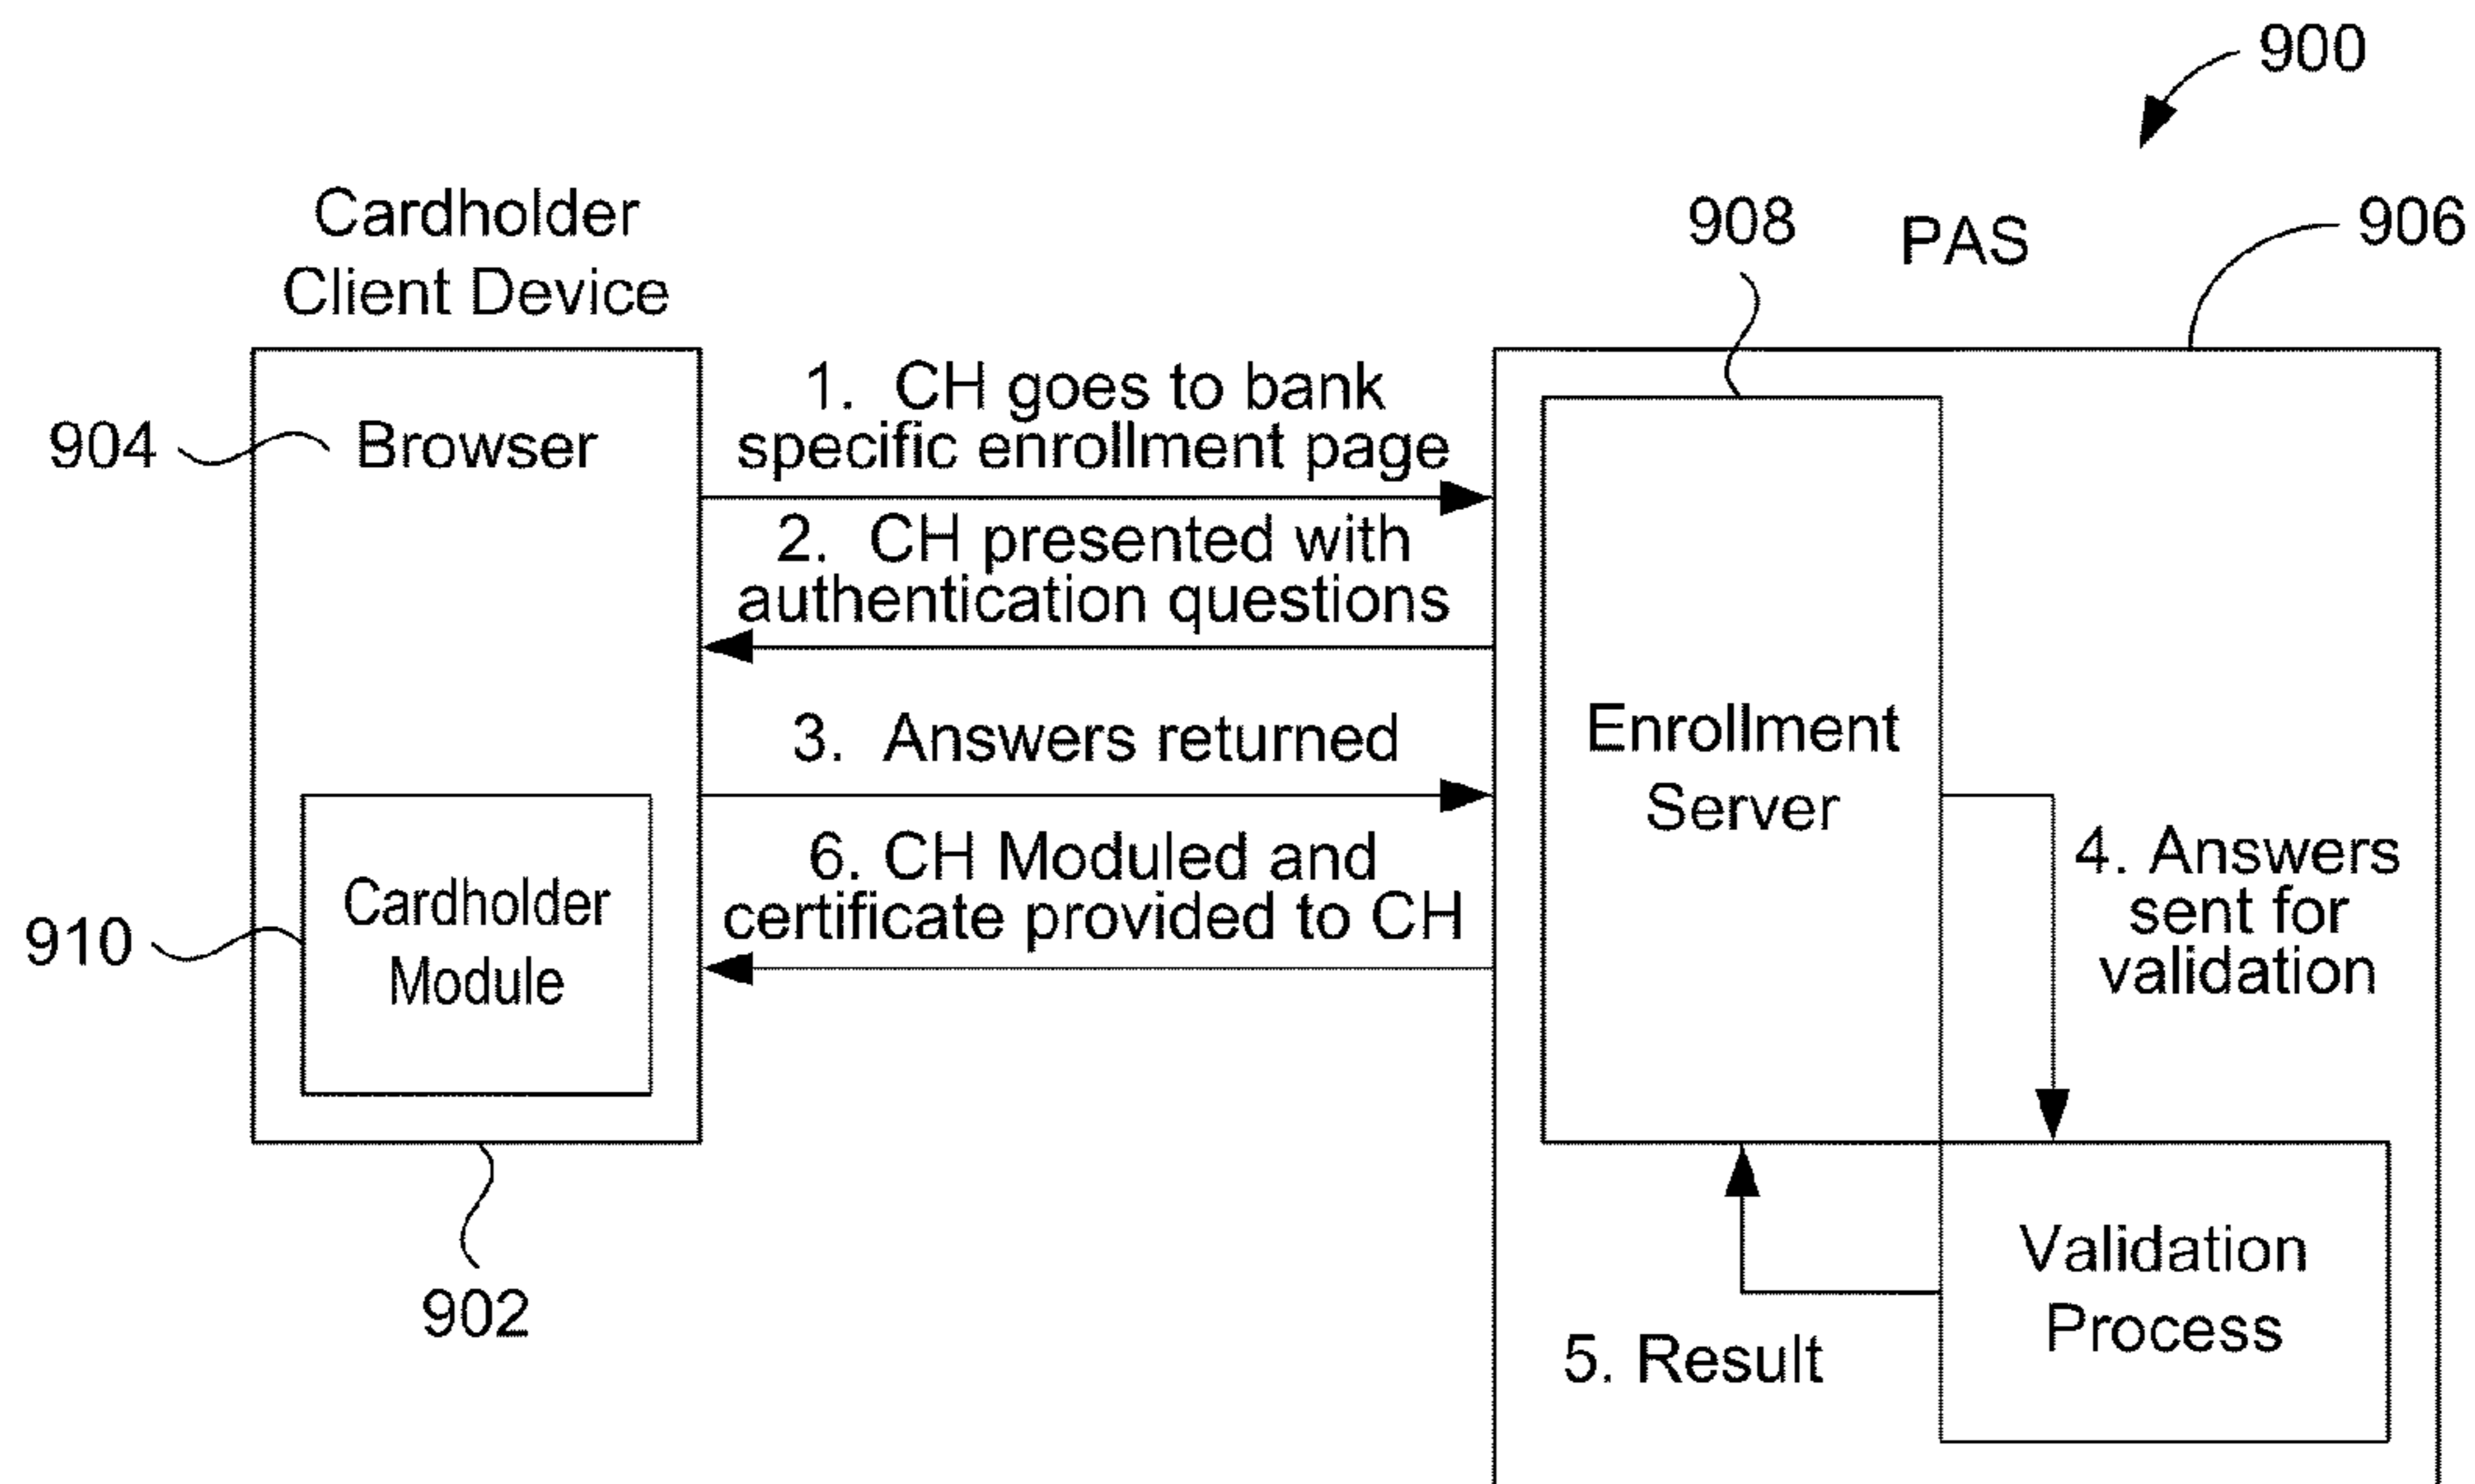 900
Cardholder
Client Device
908
PAS
906
904
Browser
1. CH goes to bank
specific enrollment page
2. CH presented with
authentication questions
3. Answers returned
6. CH Moduled and
certificate provided to CH
910
Cardholder
Module
902
Enrollment
Server
4. Answers
sent for
validation
5. Result
Validation
Process